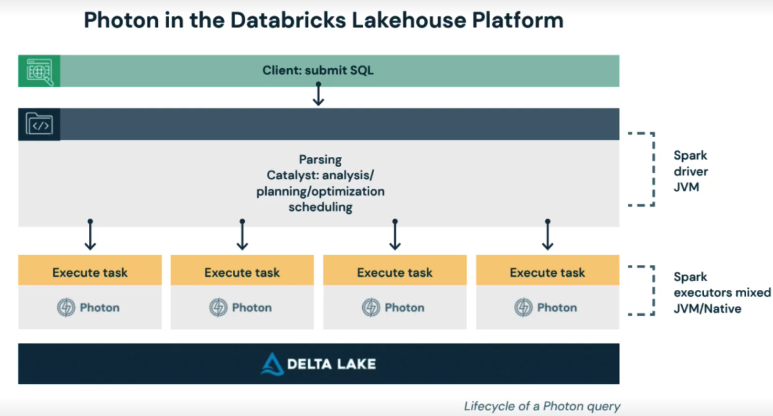 Photon in the Databricks Lakehouse Platform
Client: submit SQL
Parsing
Catalyst: analysis/
planning/optimization
scheduling
Spark
driver
JVM
Execute task
Execute task
Execute task
Execute task
Photon
Photon
Photon
Photon
Spark
executors mixed
JVM/Native
DELTA LAKE
Lifecycle of a Photon query